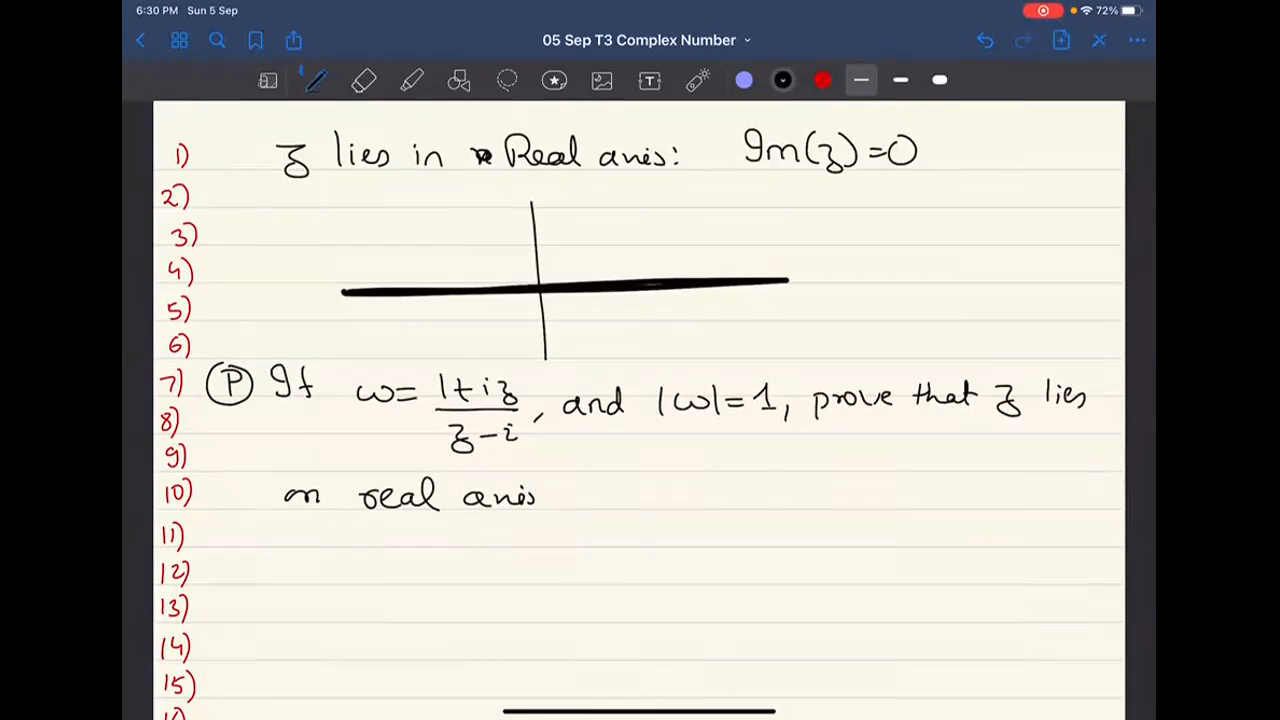 6:30 PM Sun 5 Sep
72%
05 Sep T3 Complex Number
1) z lies in Real axis: Im(z)=0
2)
3)
4)
5)
6)
7) P If ω = (1+iz)/(z-i), and |ω|=1, prove that z lies
8)
9)
10) on real axis
11)
12)
13)
14)
15)